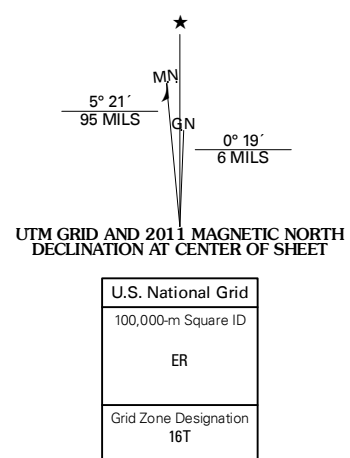 ★
MN
5° 21´
95 MILS
GN
0° 19´
6 MILS
UTM GRID AND 2011 MAGNETIC NORTH
DECLINATION AT CENTER OF SHEET
U.S. National Grid
100,000-m Square ID
ER
Grid Zone Designation
16T